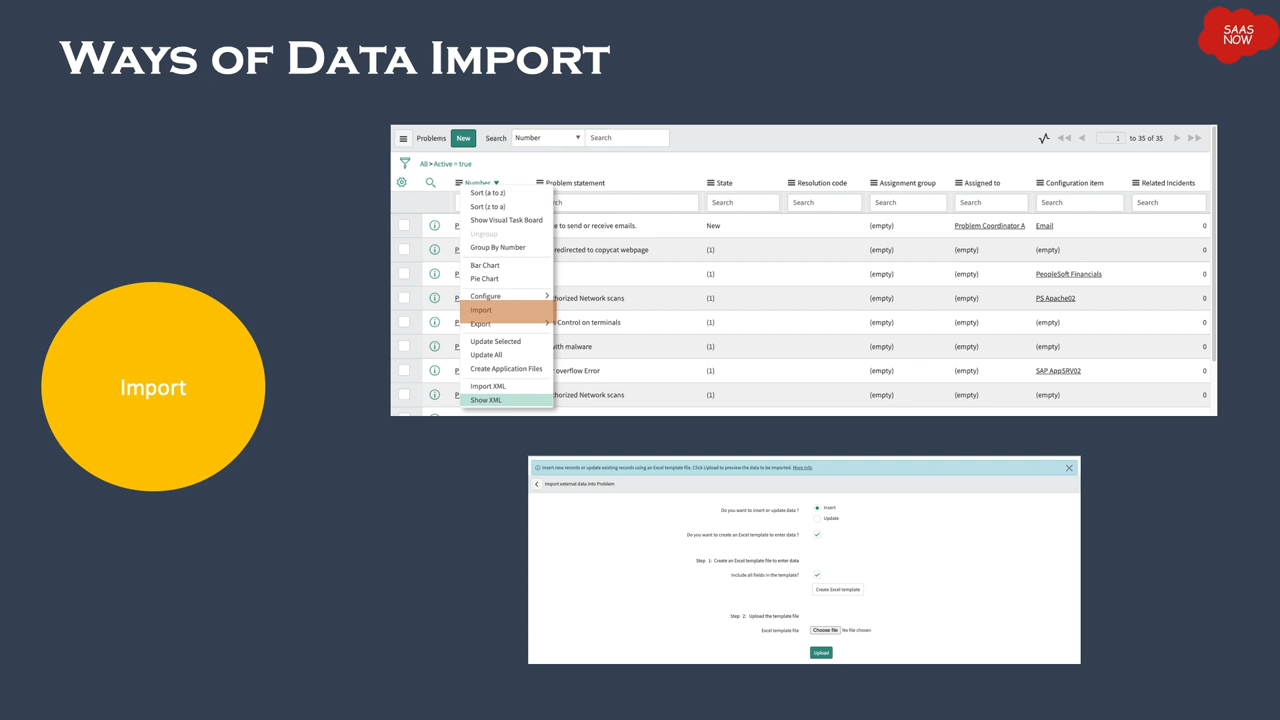 WAYS OF DATA IMPORT
SAAS
NOW
Import
Problems New Search Number Search 1 to 35 of 35
All > Active = true
Number Problem statement State Resolution code Assignment group Assigned to Configuration item Related Incidents
Search Search Search Search Search Search Search
Sort (a to z)
Sort (z to a)
Show Visual Task Board
Ungroup
Group By Number
Bar Chart
Pie Chart
Configure
Import
Export
Update Selected
Update All
Create Application Files
Import XML
Show XML
to send or receive emails. New (empty) Problem Coordinator A Email 0
redirected to copycat webpage (1) (empty) (empty) 0
(1) (empty) (empty) PeopleSoft Financials 0
Network scans (1) (empty) (empty) PS Apache02 0
Control on terminals (1) (empty) (empty) 0
with malware (1) (empty) (empty) 0
overflow Error (1) (empty) (empty) SAP AppSRV02 0
Network scans (1) (empty) (empty) 0
Insert new records or update existing records using an Excel template file. Click Upload to preview the data to be imported. More Info
Import external data into Problem
Do you want to insert or update data ? Insert
Update
Do you want to create an Excel template to enter data ?
Step 1: Create an Excel template file to enter data
Include all fields in the template?
Create Excel template
Step 2: Upload the template file
Excel template file Choose file No file chosen
Upload